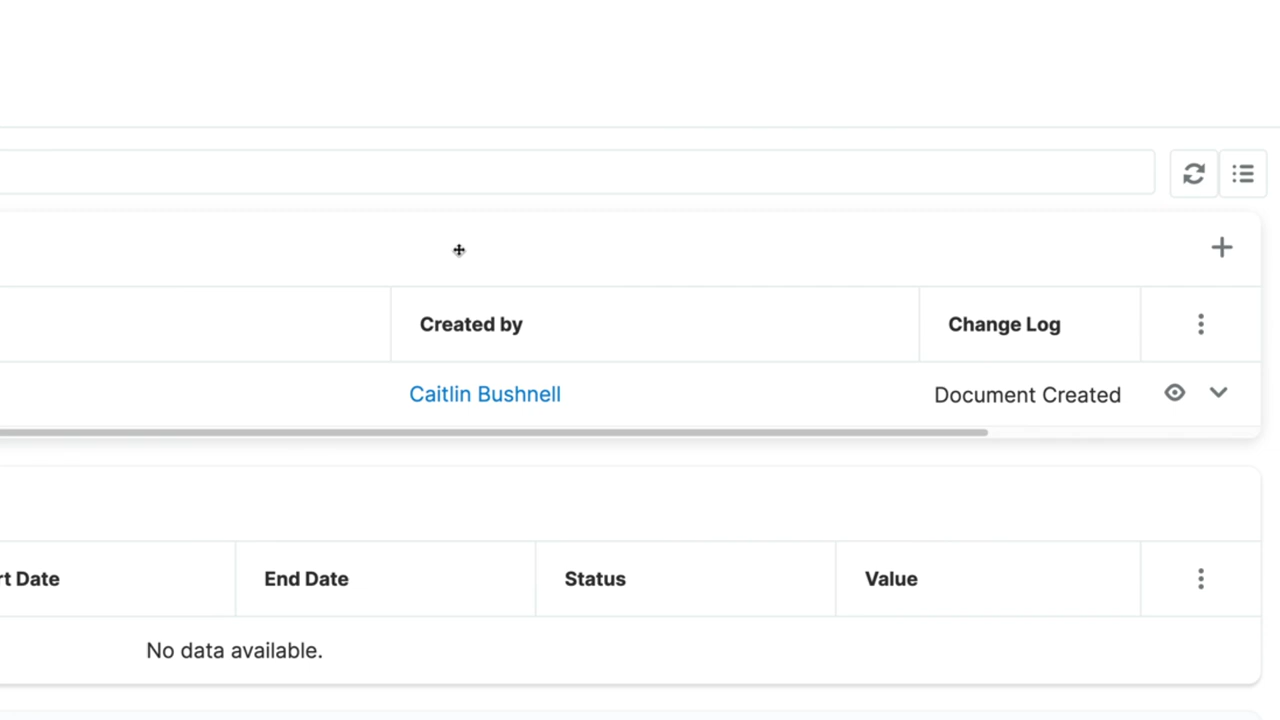 Created by Change Log
Caitlin Bushnell Document Created
rt Date End Date Status Value
No data available.